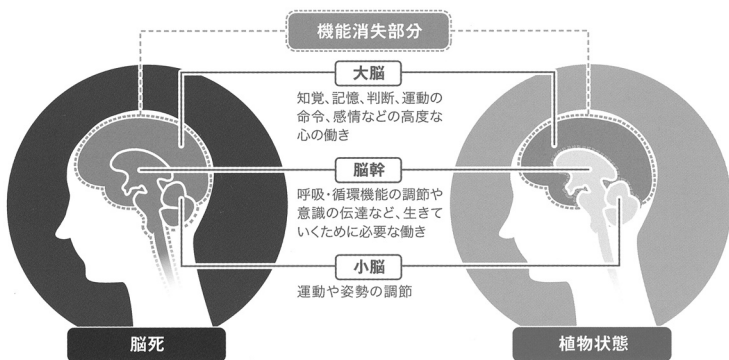 機能消失部分
大脳
知覚、記憶、判断、運動の
命令、感情などの高度な
心の働き
脳幹
呼吸・循環機能の調節や
意識の伝達など、生きて
いくために必要な働き
小脳
運動や姿勢の調節
脳死
植物状態